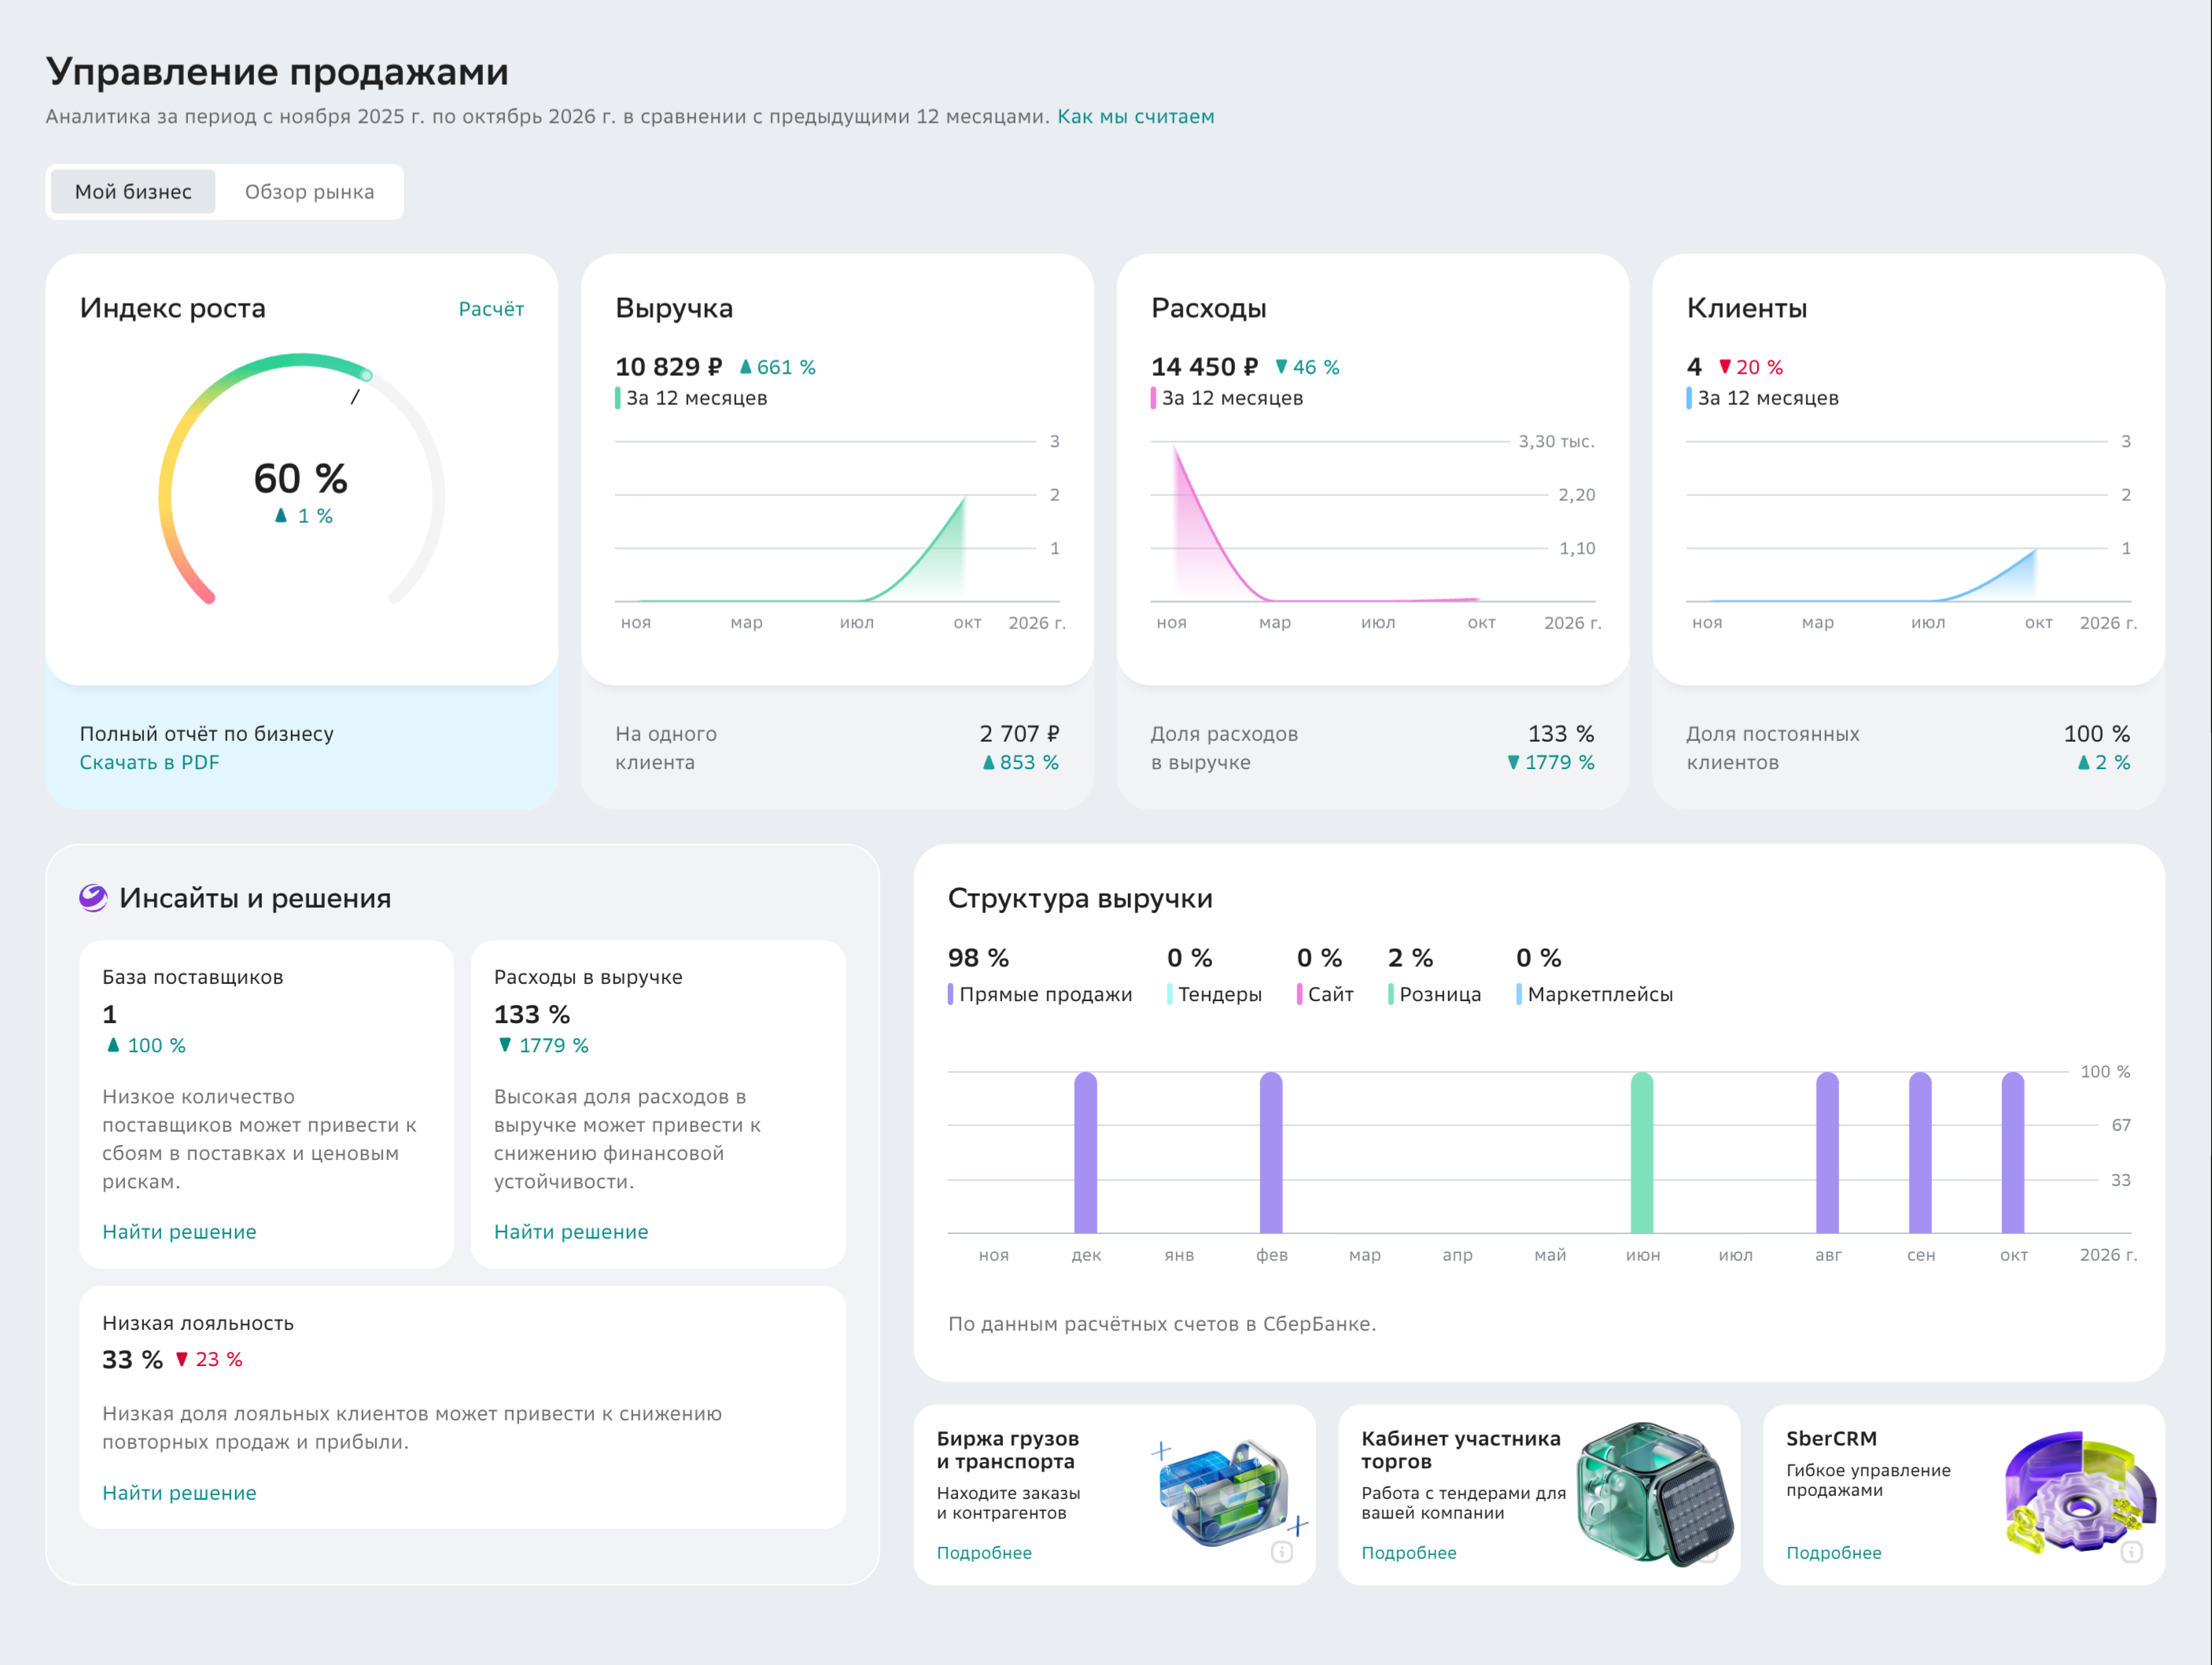 Управление продажами
Аналитика за период с ноября 2025 г. по октябрь 2026 г. в сравнении с предыдущими 12 месяцами. Как мы считаем
Мой бизнес
Обзор рынка
Индекс роста
Расчёт
60 %
1 %
Полный отчёт по бизнесу
Скачать в PDF
Выручка
10 829 ₽ 661 %
За 12 месяцев
3
2
1
ноя мар июл окт 2026 г.
На одного
клиента
2 707 ₽
853 %
Расходы
14 450 ₽ 46 %
За 12 месяцев
3,30 тыс.
2,20
1,10
ноя мар июл окт 2026 г.
Доля расходов
в выручке
133 %
1779 %
Клиенты
4 20 %
За 12 месяцев
3
2
1
ноя мар июл окт 2026 г.
Доля постоянных
клиентов
100 %
2 %
Инсайты и решения
База поставщиков
1
100 %
Низкое количество
поставщиков может привести к
сбоям в поставках и ценовым
рискам.
Найти решение
Расходы в выручке
133 %
1779 %
Высокая доля расходов в
выручке может привести к
снижению финансовой
устойчивости.
Найти решение
Низкая лояльность
33 % 23 %
Низкая доля лояльных клиентов может привести к снижению
повторных продаж и прибыли.
Найти решение
Структура выручки
98 % 0 % 0 % 2 % 0 %
Прямые продажи Тендеры Сайт Розница Маркетплейсы
100 %
67
33
ноя дек янв фев мар апр май июн июл авг сен окт 2026 г.
По данным расчётных счетов в СберБанке.
Биржа грузов
и транспорта
Находите заказы
и контрагентов
Подробнее
Кабинет участника
торгов
Работа с тендерами для
вашей компании
Подробнее
SberCRM
Гибкое управление
продажами
Подробнее